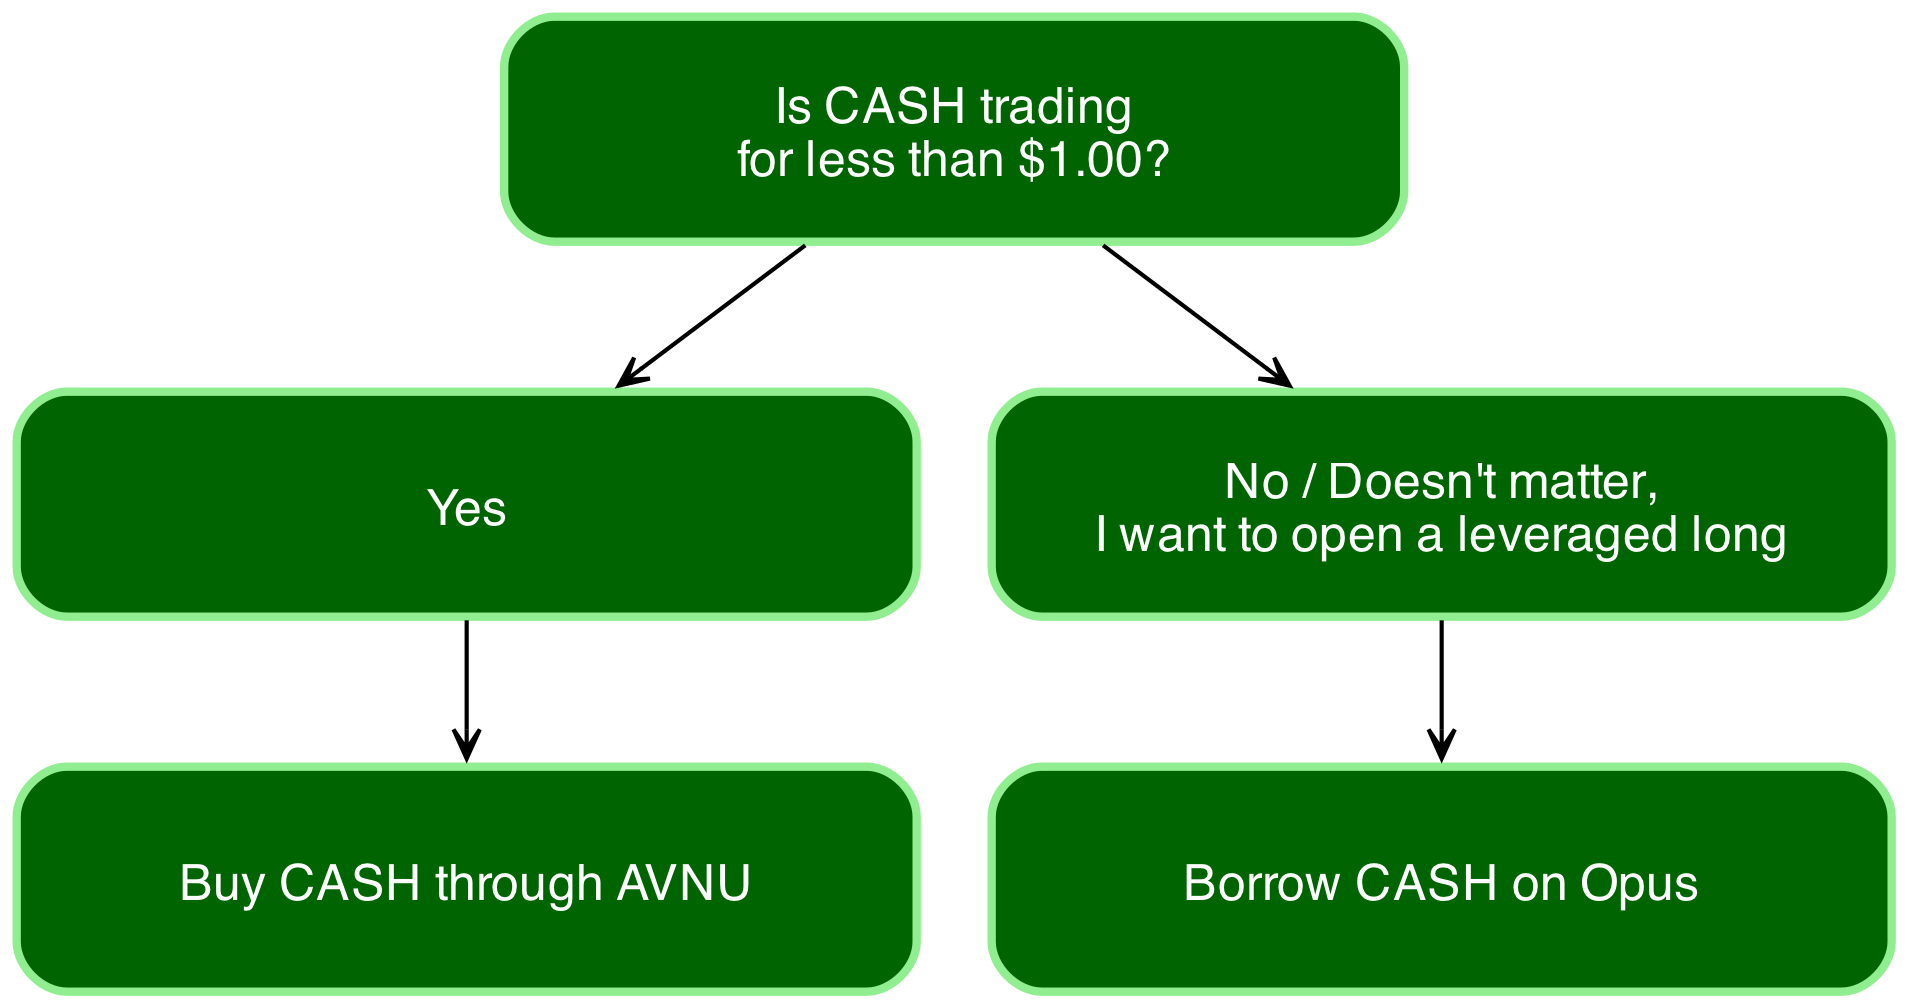 Is CASH trading
for less than $1.00?
Yes
No / Doesn't matter,
I want to open a leveraged long
Buy CASH through AVNU
Borrow CASH on Opus